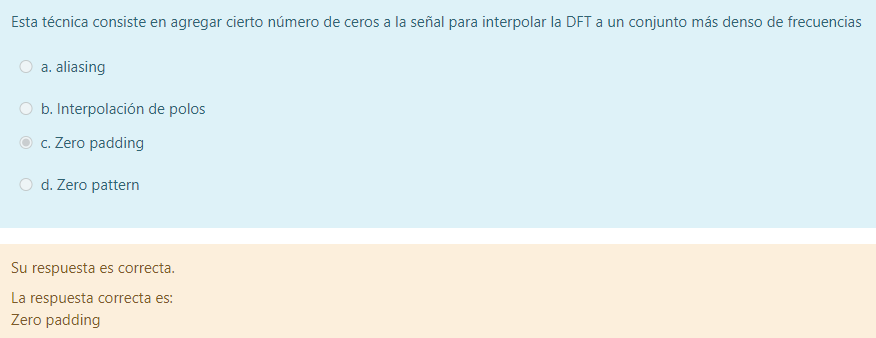 Esta técnica consiste en agregar cierto número de ceros a la señal para interpolar la DFT a un conjunto más denso de frecuencias
a. aliasing
b. Interpolación de polos
c. Zero padding
d. Zero pattern
Su respuesta es correcta.
La respuesta correcta es:
Zero padding